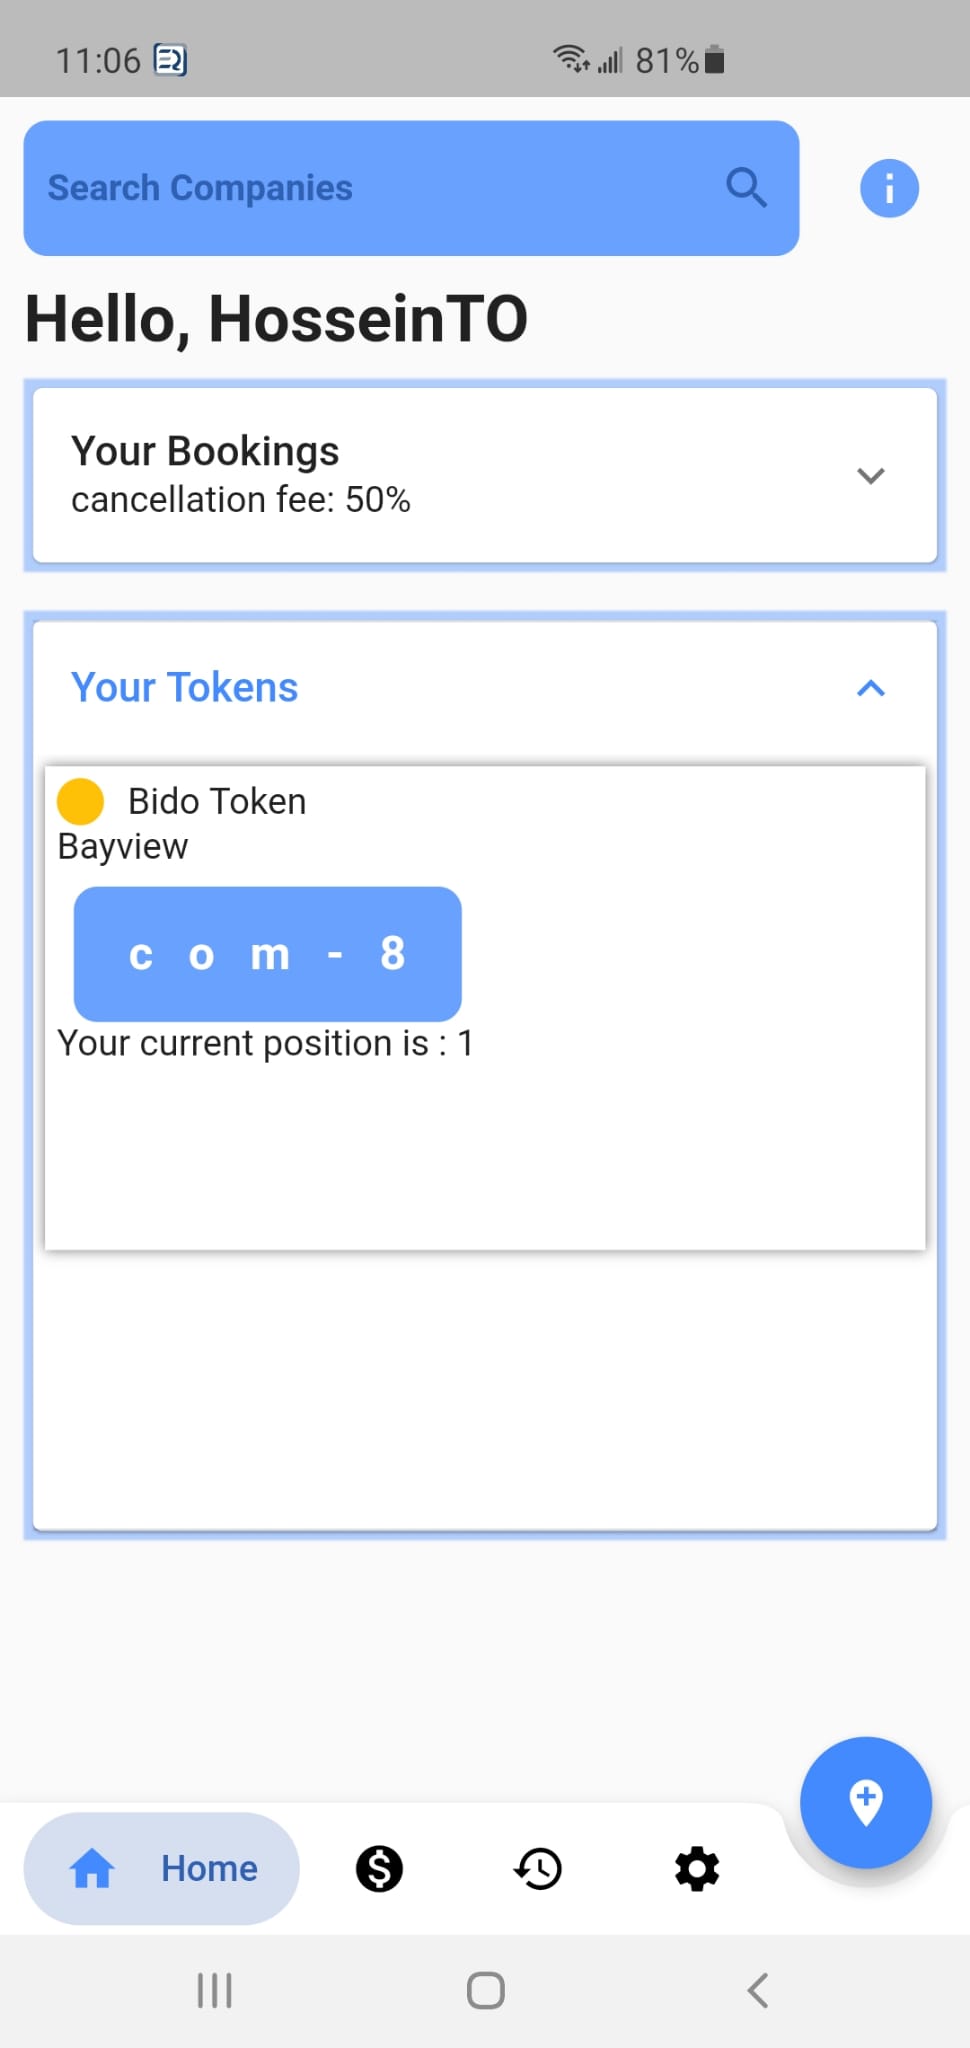 11:06 81%
Search Companies
Hello, HosseinTO
Your Bookings
cancellation fee: 50%
Your Tokens
Bido Token
Bayview
com-8
Your current position is : 1
Home